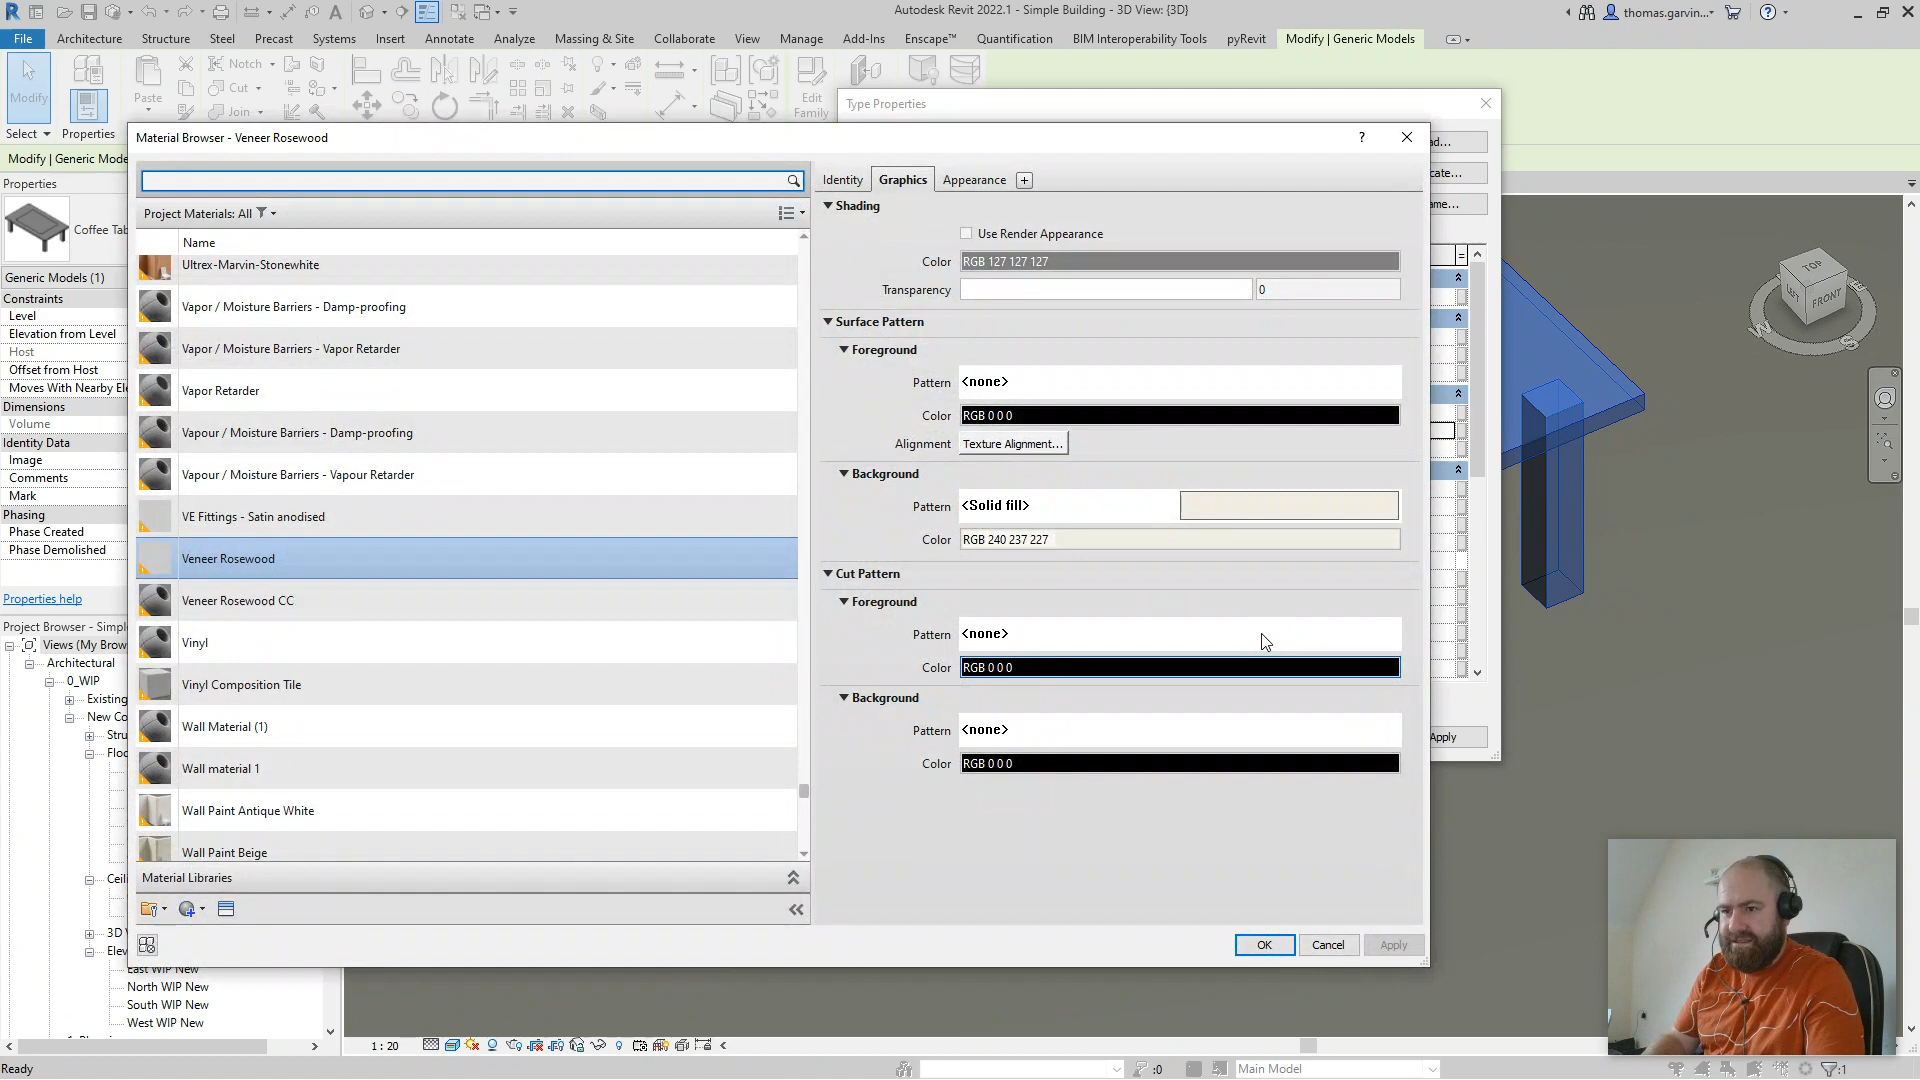 Autodesk Revit 2022.1 - Simple Building - 3D View: {3D}
thomas.garvin...
File
Architecture
Structure
Steel
Precast
Systems
Insert
Annotate
Analyze
Massing & Site
Collaborate
View
Manage
Add-Ins
Enscape™
Quantification
BIM Interoperability Tools
pyRevit
Modify | Generic Models
Modify
Paste
Notch
Cut
Join
Edit
Family
Select
Properties
Type Properties
Modify | Generic Mode
Material Browser - Veneer Rosewood
?
Properties
Coffee Tab
Generic Models (1)
Constraints
Level
Elevation from Level
Host
Offset from Host
Moves With Nearby El
Dimensions
Volume
Identity Data
Image
Comments
Mark
Phasing
Phase Created
Phase Demolished
Properties help
Project Browser - Simpl
Views (My Brow
Architectural
0_WIP
Existing
New Co
Stru
Floo
Ceili
3D V
Elev
East WIP New
North WIP New
South WIP New
West WIP New
Project Materials: All
Name
Ultrex-Marvin-Stonewhite
Vapor / Moisture Barriers - Damp-proofing
Vapor / Moisture Barriers - Vapor Retarder
Vapor Retarder
Vapour / Moisture Barriers - Damp-proofing
Vapour / Moisture Barriers - Vapour Retarder
VE Fittings - Satin anodised
Veneer Rosewood
Veneer Rosewood CC
Vinyl
Vinyl Composition Tile
Wall Material (1)
Wall material 1
Wall Paint Antique White
Wall Paint Beige
Material Libraries
Identity
Graphics
Appearance
Shading
Use Render Appearance
Color RGB 127 127 127
Transparency 0
Surface Pattern
Foreground
Pattern <none>
Color RGB 0 0 0
Alignment Texture Alignment...
Background
Pattern <Solid fill>
Color RGB 240 237 227
Cut Pattern
Foreground
Pattern <none>
Color RGB 0 0 0
Background
Pattern <none>
Color RGB 0 0 0
OK
Cancel
Apply
ad...
cate...
ame...
=
Apply
TOP
LEFT
FRONT
W
S
1 : 20
Ready
:0
Main Model
:1